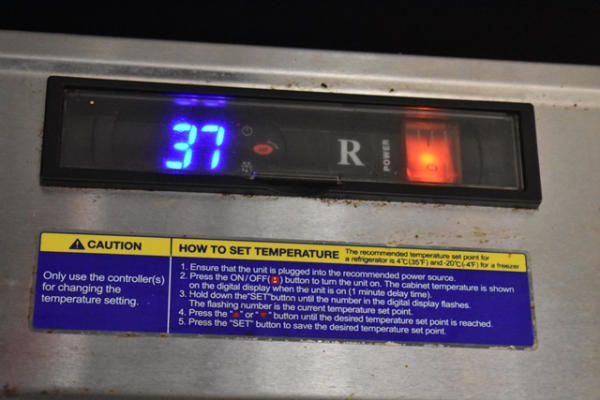 37
R
POWER
CAUTION
Only use the controller(s)
for changing the
temperature setting.
HOW TO SET TEMPERATURE
The recommended temperature set point for
a refrigerator is 4°C(35°F) and -20°C(-4°F) for a freezer
1. Ensure that the unit is plugged into the recommended power source.
2. Press the ON/OFF( ) button to turn the unit on. The cabinet temperature is shown
on the digital display when the unit is on (1 minute delay time).
3. Hold down the"SET"button until the number in the digital display flashes.
The flashing number is the current temperature set point.
4. Press the " " or " " button until the desired temperature set point is reached.
5. Press the "SET" button to save the desired temperature set point.